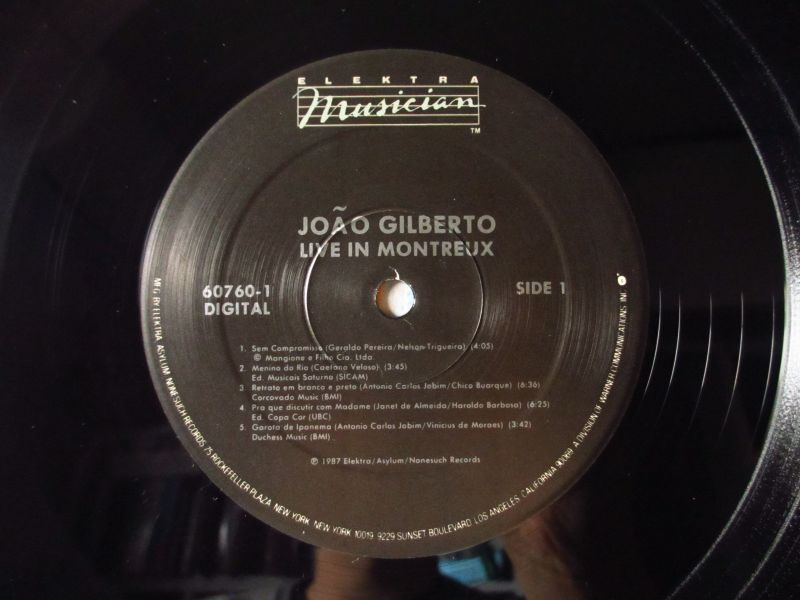 ELEKTRA
Musician
TM
JOÃO GILBERTO
LIVE IN MONTREUX
60760-1
DIGITAL
SIDE 1
1. Sem Compromisso (Geraldo Pereira/Nelson Trigueiro) (4:05)
© Mangione e Filho Cia. Ltda.
2. Menino do Rio (Caetano Veloso) (3:45)
Ed. Musicais Saturno (SICAM)
3. Retrato em branco e preto (Antonio Carlos Jobim/Chico Buarque) (6:36)
Corcovado Music (BMI)
4. Pra que discutir com Madame (Janet de Almeida/Haroldo Barbosa) (6:25)
Ed. Copa Cor (UBC)
5. Garota de Ipanema (Antonio Carlos Jobim/Vinicius de Moraes) (3:42)
Duchess Music (BMI)
℗ 1987 Elektra/Asylum/Nonesuch Records
MFG BY ELEKTRA ASYLUM NONESUCH RECORDS 75 ROCKEFELLER PLAZA, NEW YORK, NEW YORK 10019 9229 SUNSET BOULEVARD, LOS ANGELES, CALIFORNIA 90069 A DIVISION OF WARNER COMMUNICATIONS INC.